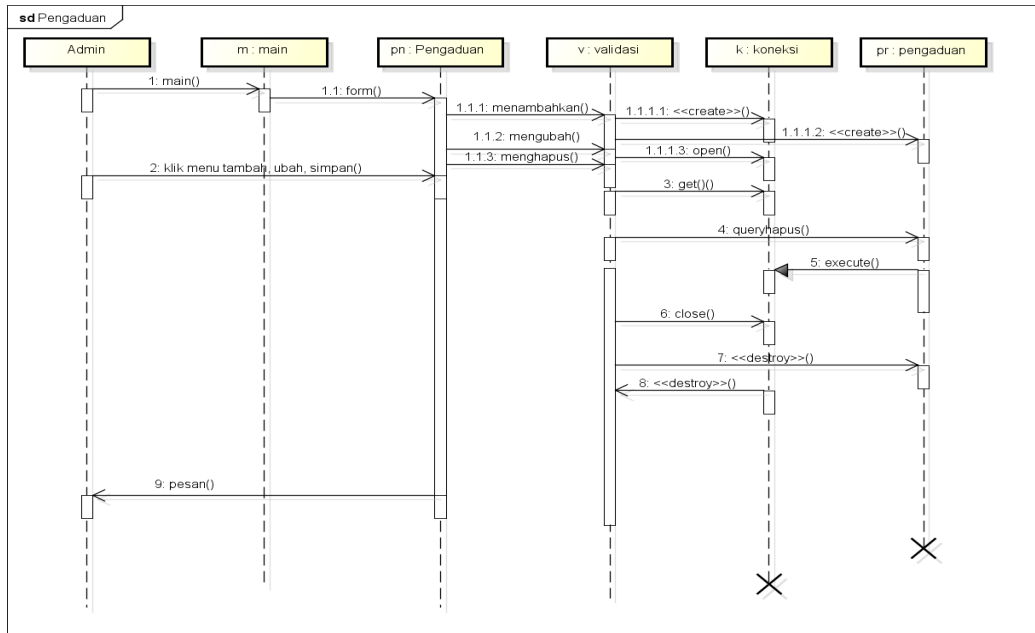 sd Pengaduan
Admin
m : main
pn : Pengaduan
v : validasi
k : koneksi
pr : pengaduan
1: main()
1.1: form()
1.1.1: menambahkan()
1.1.1.1: <<create>>()
1.1.1.2: <<create>>()
1.1.2: mengubah()
1.1.3: menghapus()
1.1.1.3: open()
2: klik menu tambah, ubah, simpan()
3: get()()
4: queryhapus()
5: execute()
6: close()
7: <<destroy>>()
8: <<destroy>>()
9: pesan()